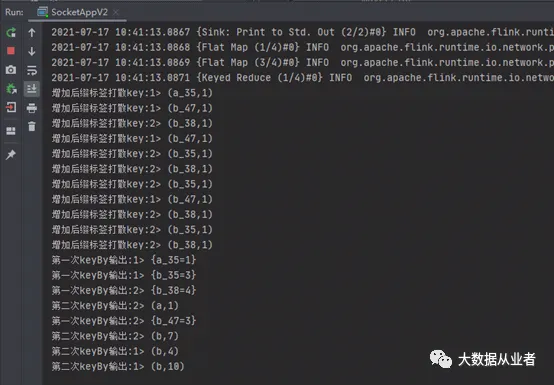 Run: SocketAppV2
2021-07-17 10:41:13.0867 {Sink: Print to Std. Out (2/2)#0} INFO org.apache.flink.runti
2021-07-17 10:41:13.0868 {Flat Map (1/4)#0} INFO org.apache.flink.runtime.io.network.p
2021-07-17 10:41:13.0869 {Flat Map (3/4)#0} INFO org.apache.flink.runtime.io.network.p
2021-07-17 10:41:13.0871 {Keyed Reduce (1/4)#0} INFO org.apache.flink.runtime.io.netwo
增加后缀标签打散key:1> (a_35,1)
增加后缀标签打散key:1> (b_47,1)
增加后缀标签打散key:2> (b_38,1)
增加后缀标签打散key:1> (b_47,1)
增加后缀标签打散key:2> (b_35,1)
增加后缀标签打散key:2> (b_38,1)
增加后缀标签打散key:2> (b_35,1)
增加后缀标签打散key:1> (b_47,1)
增加后缀标签打散key:1> (b_38,1)
增加后缀标签打散key:2> (b_35,1)
增加后缀标签打散key:2> (b_38,1)
第一次keyBy输出:1> {a_35=1}
第一次keyBy输出:1> {b_35=3}
第一次keyBy输出:2> {b_38=4}
第二次keyBy输出:2> (a,1)
第一次keyBy输出:2> {b_47=3}
第二次keyBy输出:2> (b,7)
第二次keyBy输出:1> (b,4)
第二次keyBy输出:1> (b,10)
大数据从业者